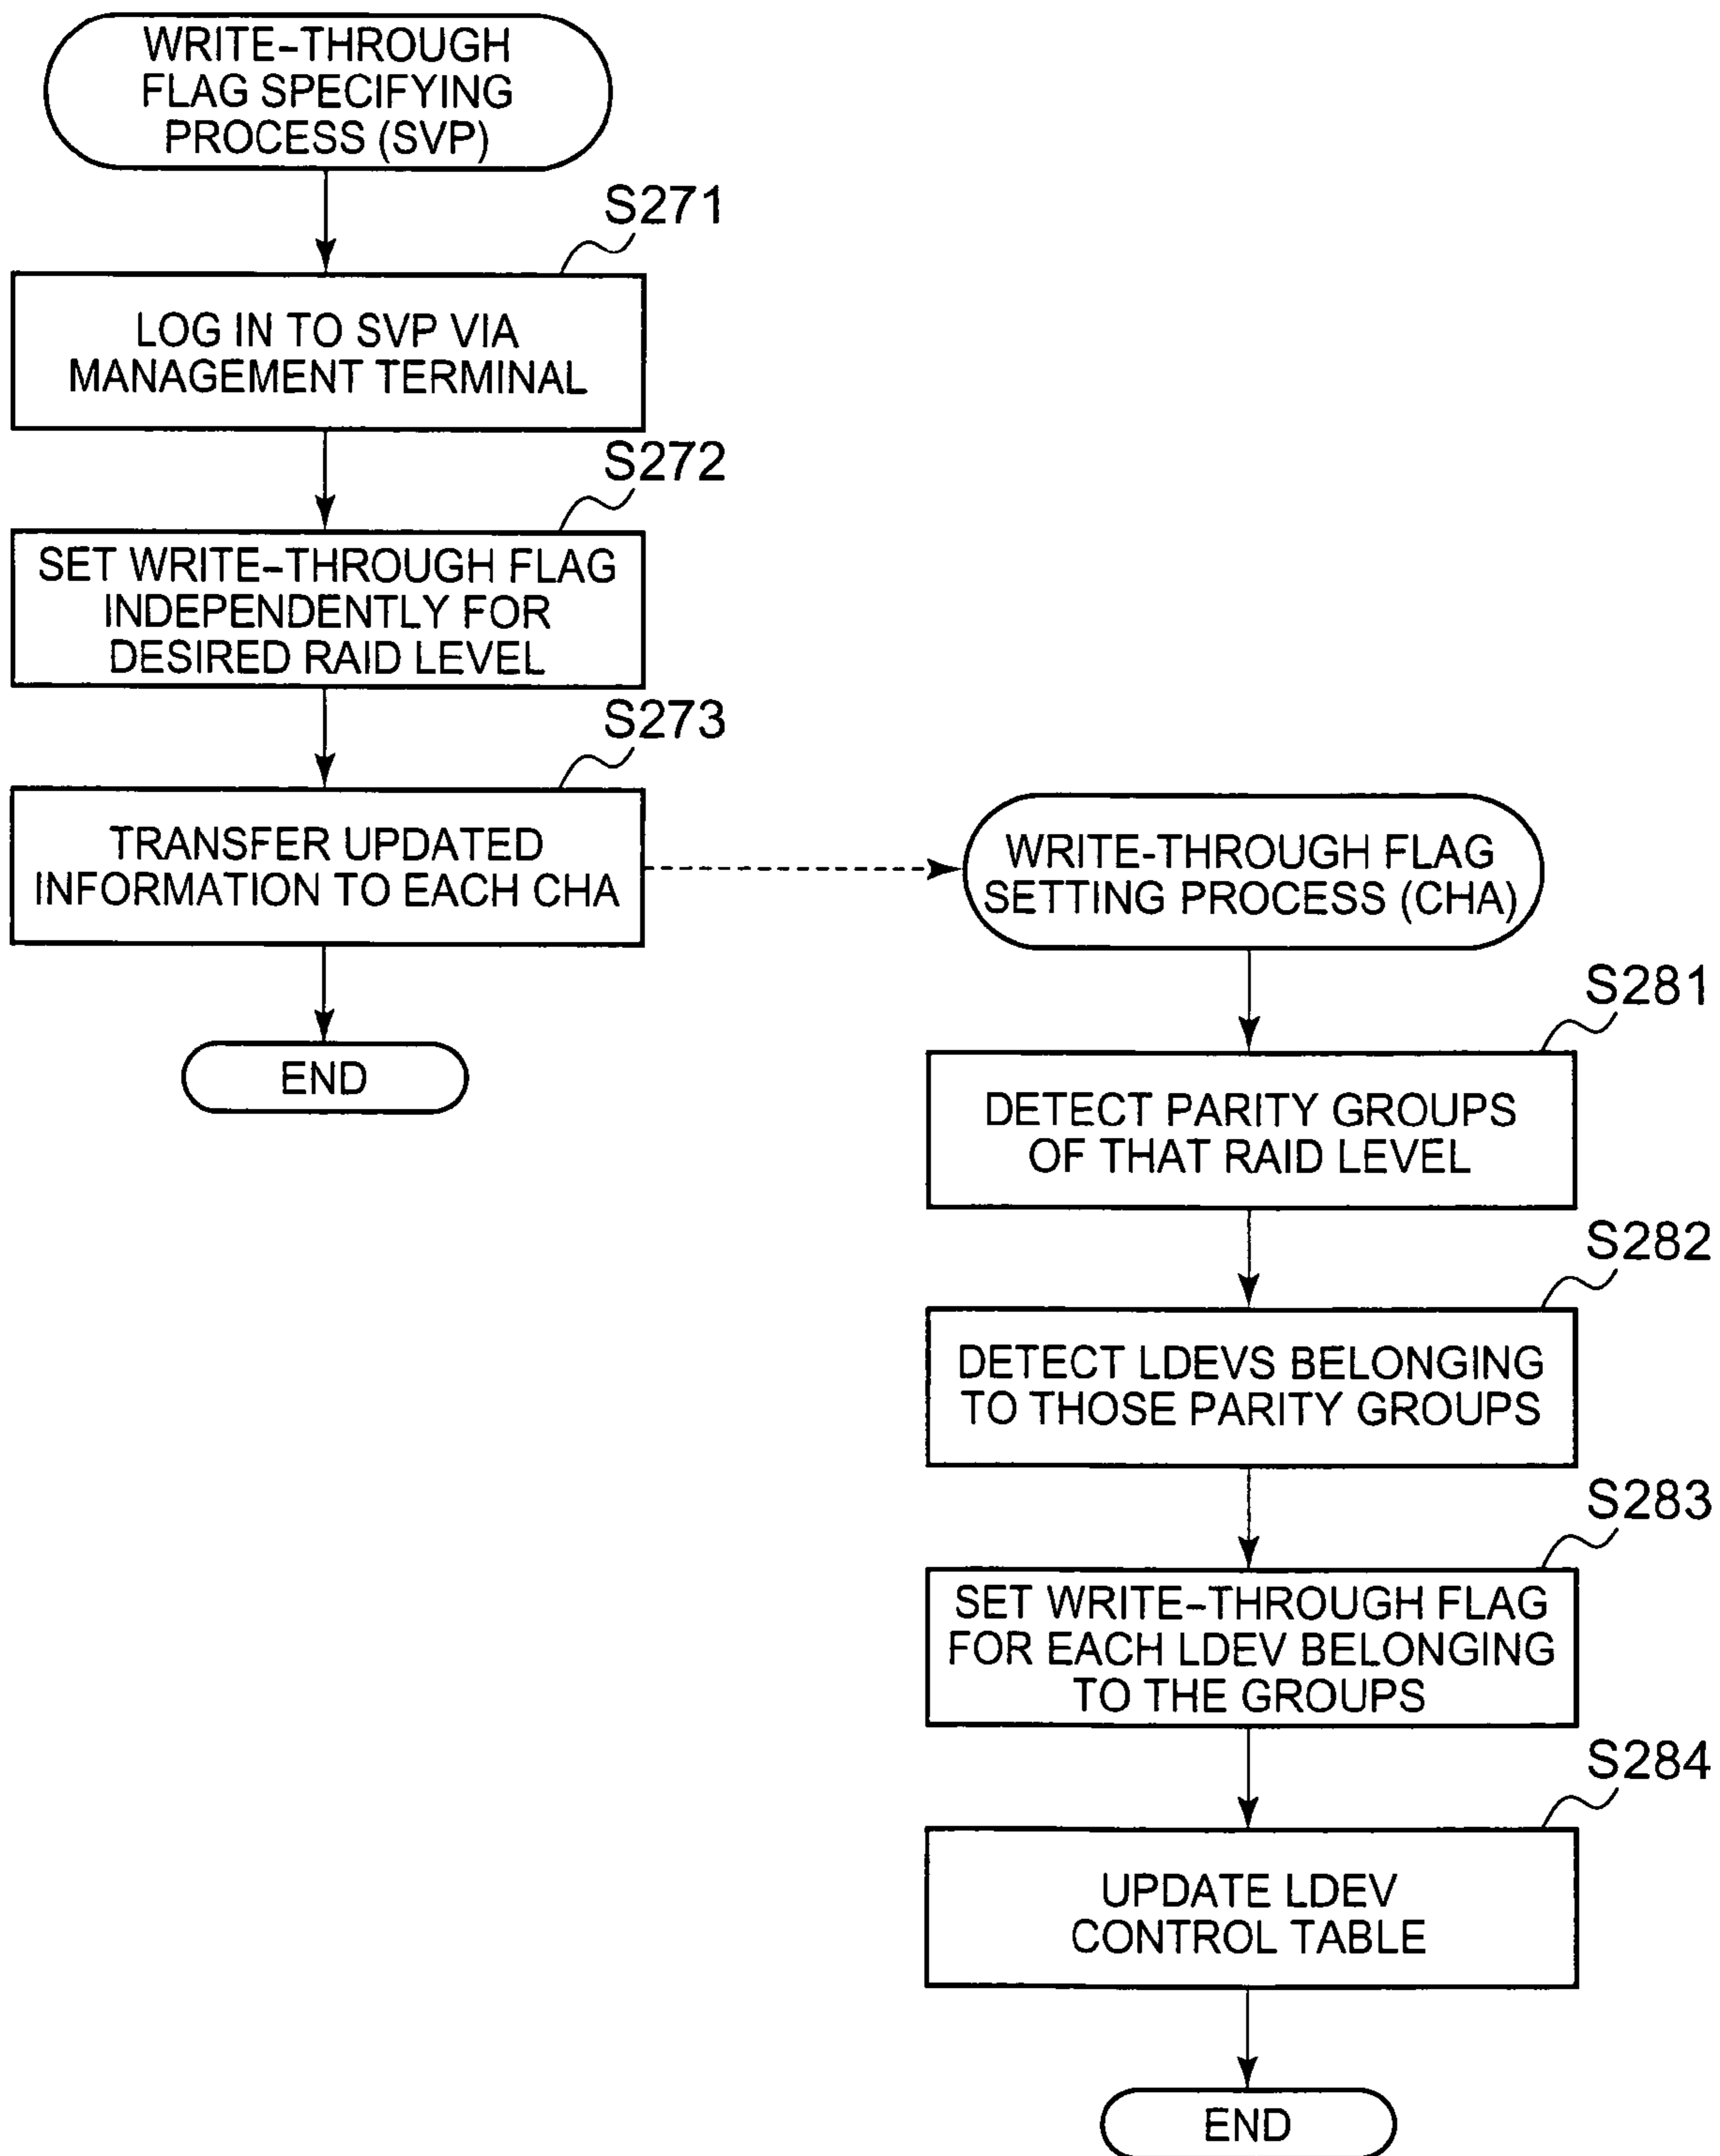 WRITE-THROUGH
FLAG SPECIFYING
PROCESS (SVP)
S271
LOG IN TO SVP VIA
MANAGEMENT TERMINAL
S272
SET WRITE-THROUGH FLAG
INDEPENDENTLY FOR
DESIRED RAID LEVEL
S273
TRANSFER UPDATED
INFORMATION TO EACH CHA
END
WRITE-THROUGH FLAG
SETTING PROCESS (CHA)
S281
DETECT PARITY GROUPS
OF THAT RAID LEVEL
S282
DETECT LDEVS BELONGING
TO THOSE PARITY GROUPS
S283
SET WRITE-THROUGH FLAG
FOR EACH LDEV BELONGING
TO THE GROUPS
S284
UPDATE LDEV
CONTROL TABLE
END